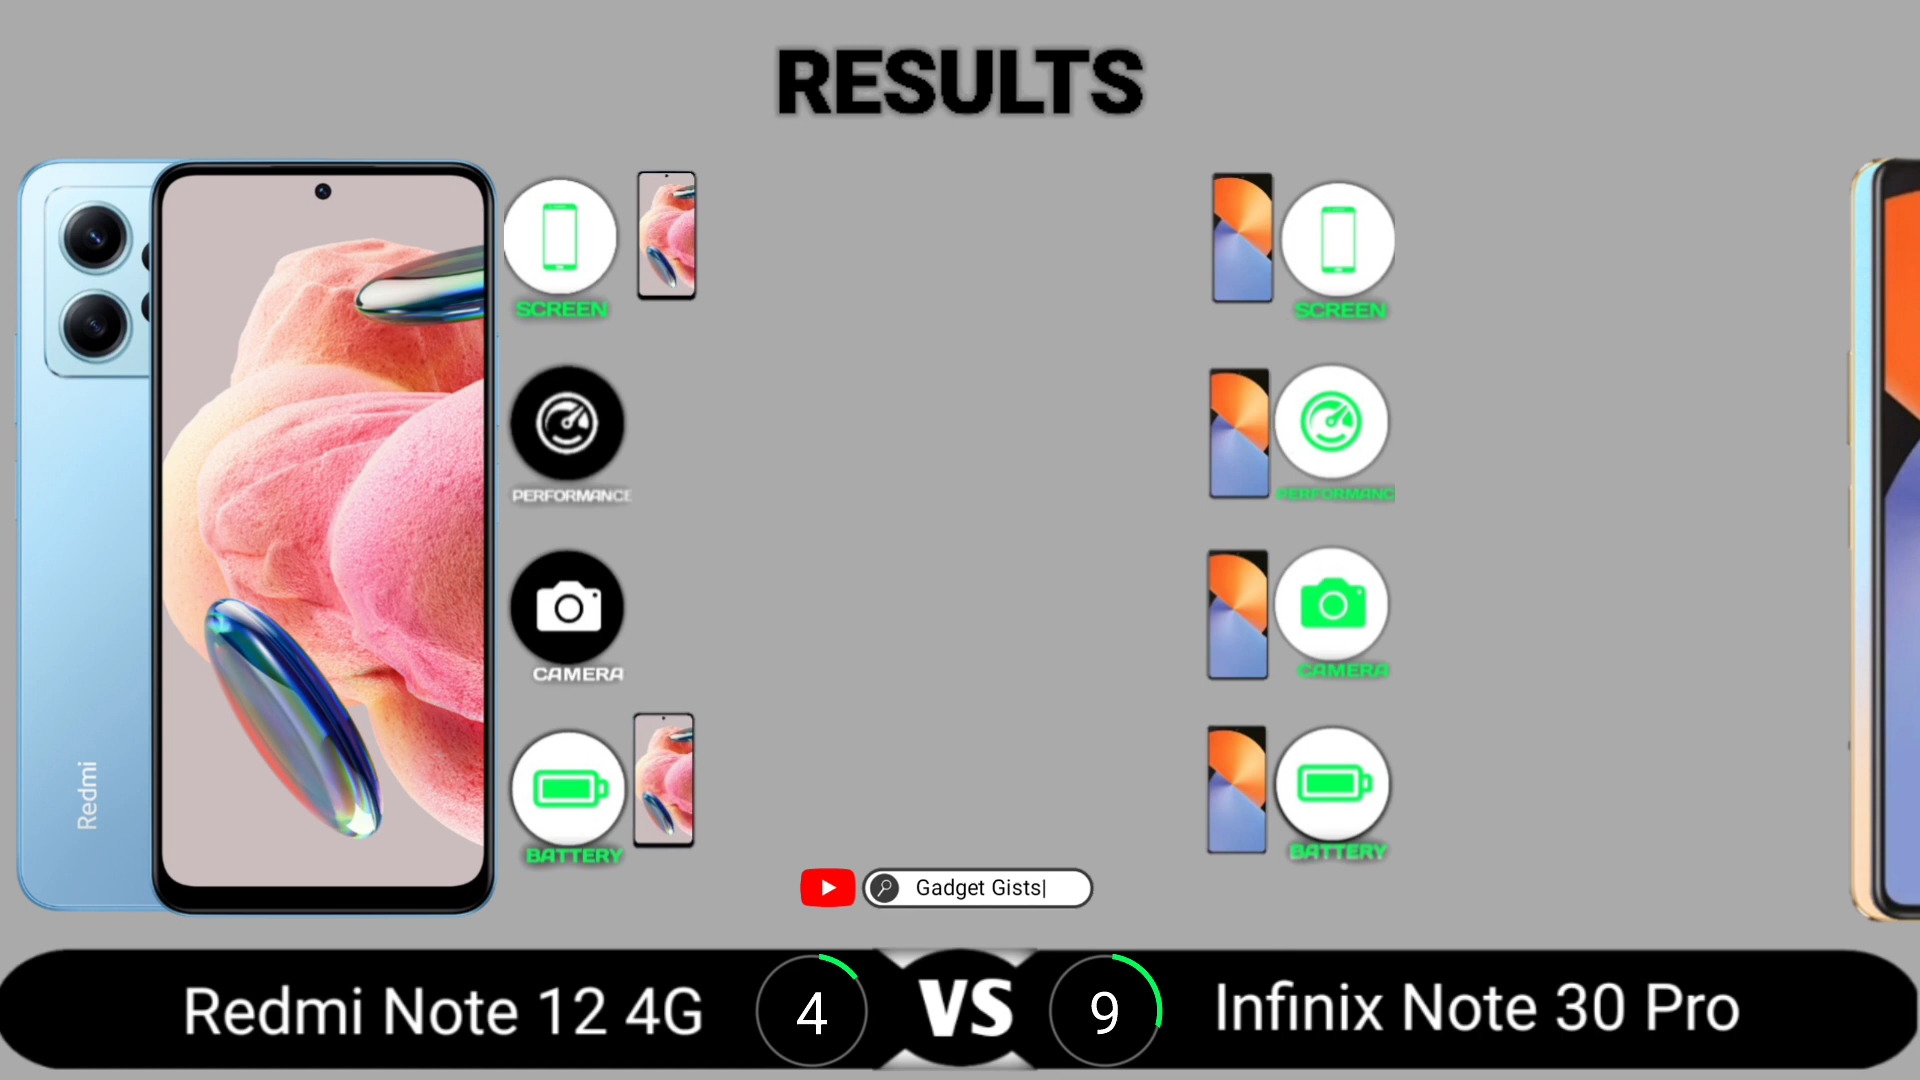 RESULTS
SCREEN
SCREEN
PERFORMANCE
PERFORMANC
CAMERA
CAMERA
Redmi
BATTERY
BATTERY
Gadget Gists|
Redmi Note 12 4G
4
VS
9
Infinix Note 30 Pro